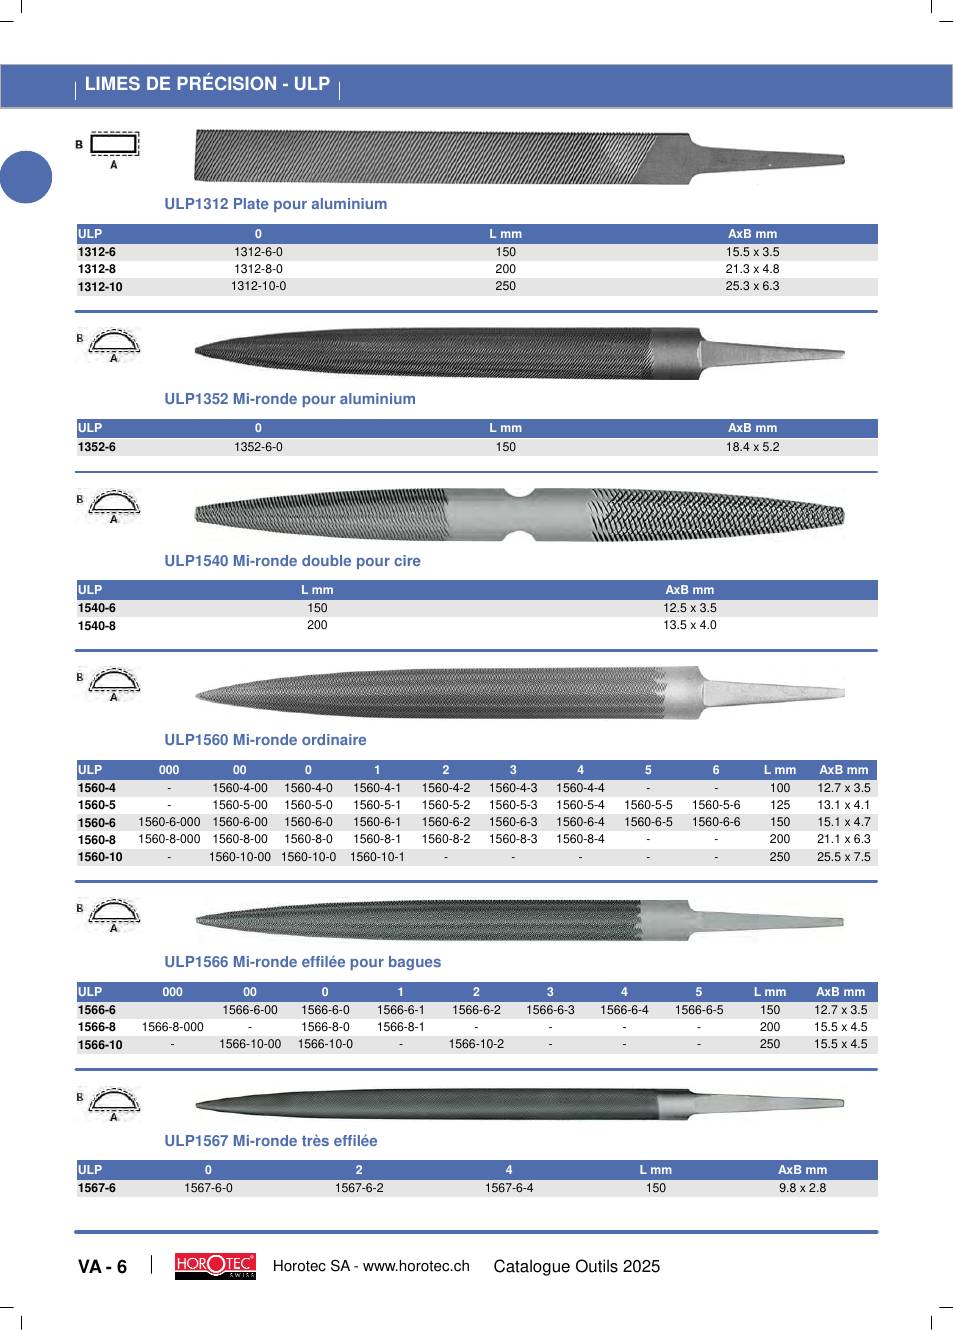 LIMES DE PRÉCISION - ULP
B
A
ULP1312 Plate pour aluminium
ULP 0 L mm AxB mm
1312-6 1312-6-0 150 15.5 x 3.5
1312-8 1312-8-0 200 21.3 x 4.8
1312-10 1312-10-0 250 25.3 x 6.3
B
A
ULP1352 Mi-ronde pour aluminium
ULP 0 L mm AxB mm
1352-6 1352-6-0 150 18.4 x 5.2
B
A
ULP1540 Mi-ronde double pour cire
ULP L mm AxB mm
1540-6 150 12.5 x 3.5
1540-8 200 13.5 x 4.0
B
A
ULP1560 Mi-ronde ordinaire
ULP 000 00 0 1 2 3 4 5 6 L mm AxB mm
1560-4 - 1560-4-00 1560-4-0 1560-4-1 1560-4-2 1560-4-3 1560-4-4 - - 100 12.7 x 3.5
1560-5 - 1560-5-00 1560-5-0 1560-5-1 1560-5-2 1560-5-3 1560-5-4 1560-5-5 1560-5-6 125 13.1 x 4.1
1560-6 1560-6-000 1560-6-00 1560-6-0 1560-6-1 1560-6-2 1560-6-3 1560-6-4 1560-6-5 1560-6-6 150 15.1 x 4.7
1560-8 1560-8-000 1560-8-00 1560-8-0 1560-8-1 1560-8-2 1560-8-3 1560-8-4 - - 200 21.1 x 6.3
1560-10 - 1560-10-00 1560-10-0 1560-10-1 - - - - - 250 25.5 x 7.5
B
A
ULP1566 Mi-ronde effilée pour bagues
ULP 000 00 0 1 2 3 4 5 L mm AxB mm
1566-6 1566-6-00 1566-6-0 1566-6-1 1566-6-2 1566-6-3 1566-6-4 1566-6-5 150 12.7 x 3.5
1566-8 1566-8-000 - 1566-8-0 1566-8-1 - - - - 200 15.5 x 4.5
1566-10 - 1566-10-00 1566-10-0 - 1566-10-2 - - - 250 15.5 x 4.5
B
A
ULP1567 Mi-ronde très effilée
ULP 0 2 4 L mm AxB mm
1567-6 1567-6-0 1567-6-2 1567-6-4 150 9.8 x 2.8
VA - 6 HOROTEC® SWISS Horotec SA - www.horotec.ch Catalogue Outils 2025